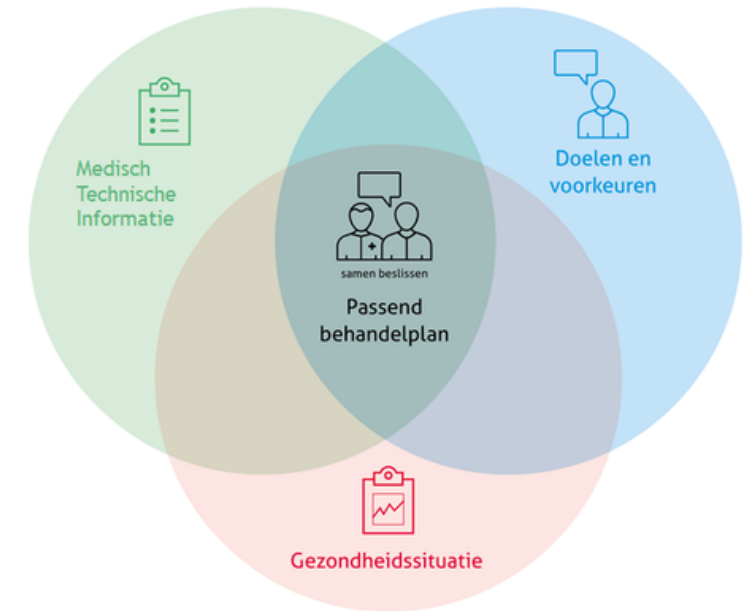 Medisch
Technische
Informatie
Doelen en
voorkeuren
samen beslissen
Passend
behandelplan
Gezondheidssituatie